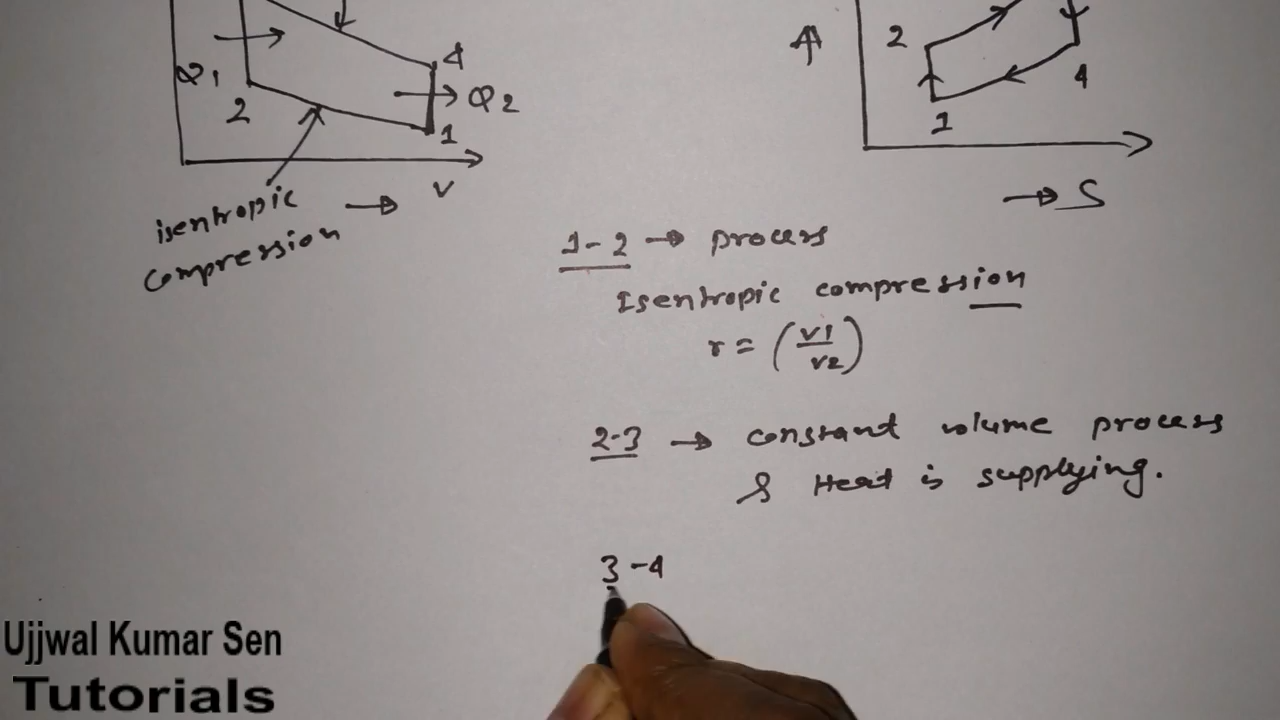 Q1
2
4
Q2
1
V
isentropic
compression
2
4
1
S
1-2 → process
Isentropic compression
r = (v1/v2)
2-3 → constant volume process
& Heat is supplying.
3-4
Ujjwal Kumar Sen
Tutorials